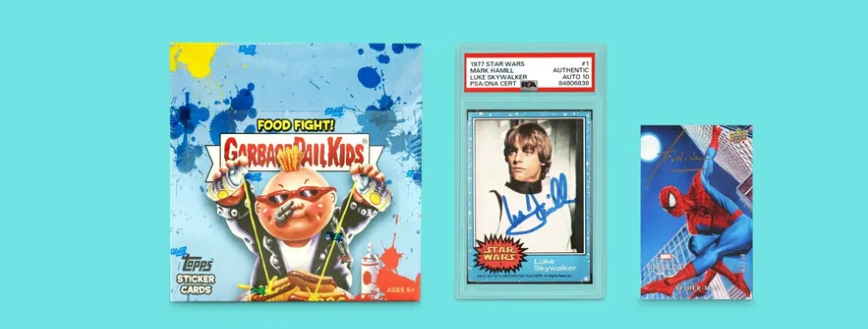 FOOD FIGHT!
GARBAGE PAIL KIDS
Topps
STICKER
CARDS
AGES 6+
1977 STAR WARS #1
MARK HAMILL AUTHENTIC
LUKE SKYWALKER AUTO 10
PSA/DNA CERT PSA 84806838
STAR
WARS
Luke
Skywalker
MARVEL
SPIDER-MAN